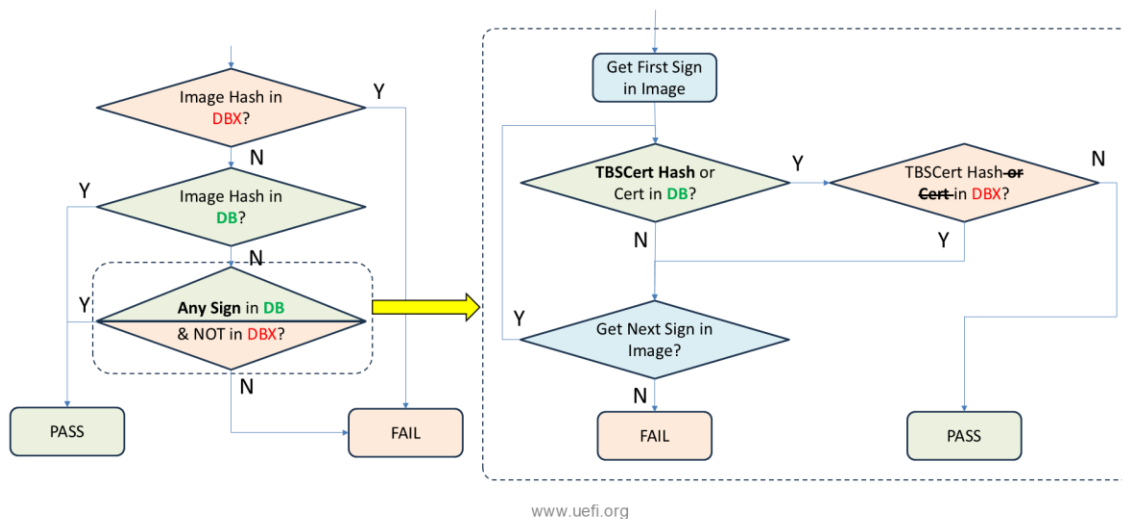 Image Hash in
DBX?
Y
N
Y
Image Hash in
DB?
N
Y
Any Sign in DB
& NOT in DBX?
N
PASS
FAIL
Get First Sign
in Image
TBSCert Hash or
Cert in DB?
Y
TBSCert Hash or
Cert in DBX?
N
N
Y
Y
Get Next Sign in
Image?
N
FAIL
PASS
www.uefi.org